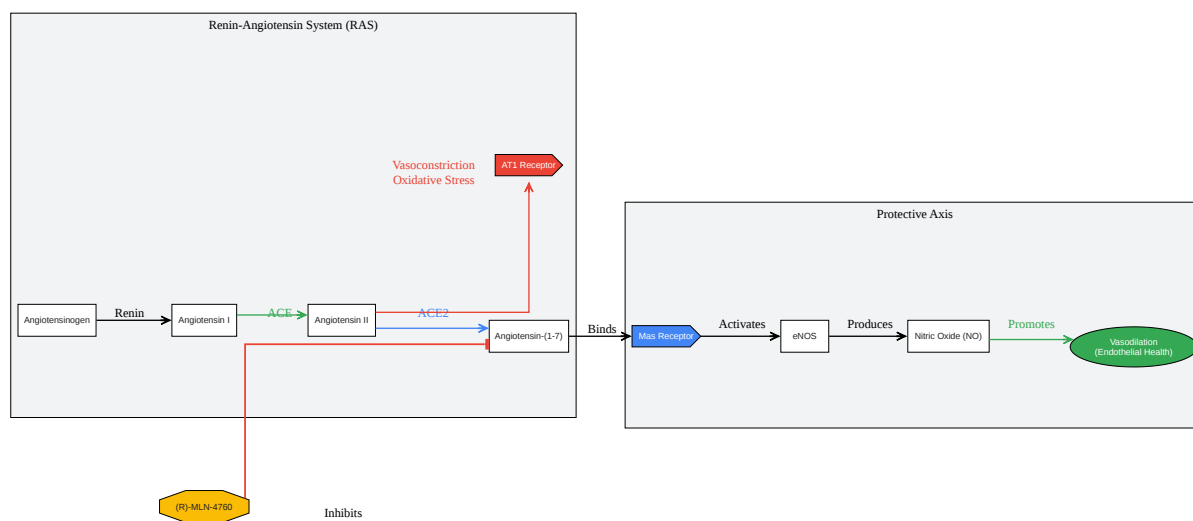 Renin-Angiotensin System (RAS)
Vasoconstriction
Oxidative Stress
AT1 Receptor
Protective Axis
Angiotensinogen
Renin
Angiotensin I
ACE
Angiotensin II
ACE2
Angiotensin-(1-7)
Binds
Mas Receptor
Activates
eNOS
Produces
Nitric Oxide (NO)
Promotes
Vasodilation
(Endothelial Health)
(R)-MLN-4760
Inhibits